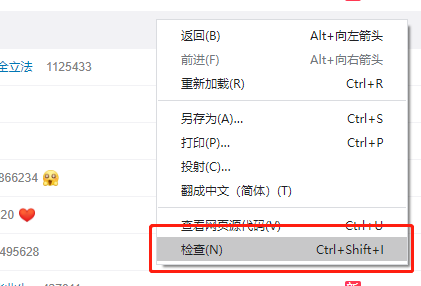 返回(B) Alt+向左箭头
前进(F) Alt+向右箭头
全立法 1125433
重新加载(R) Ctrl+R
另存为(A)... Ctrl+S
打印(P)... Ctrl+P
投射(C)...
866234
翻成中文（简体）(T)
20
查看网页源代码(V) Ctrl+U
495628
检查(N) Ctrl+Shift+I